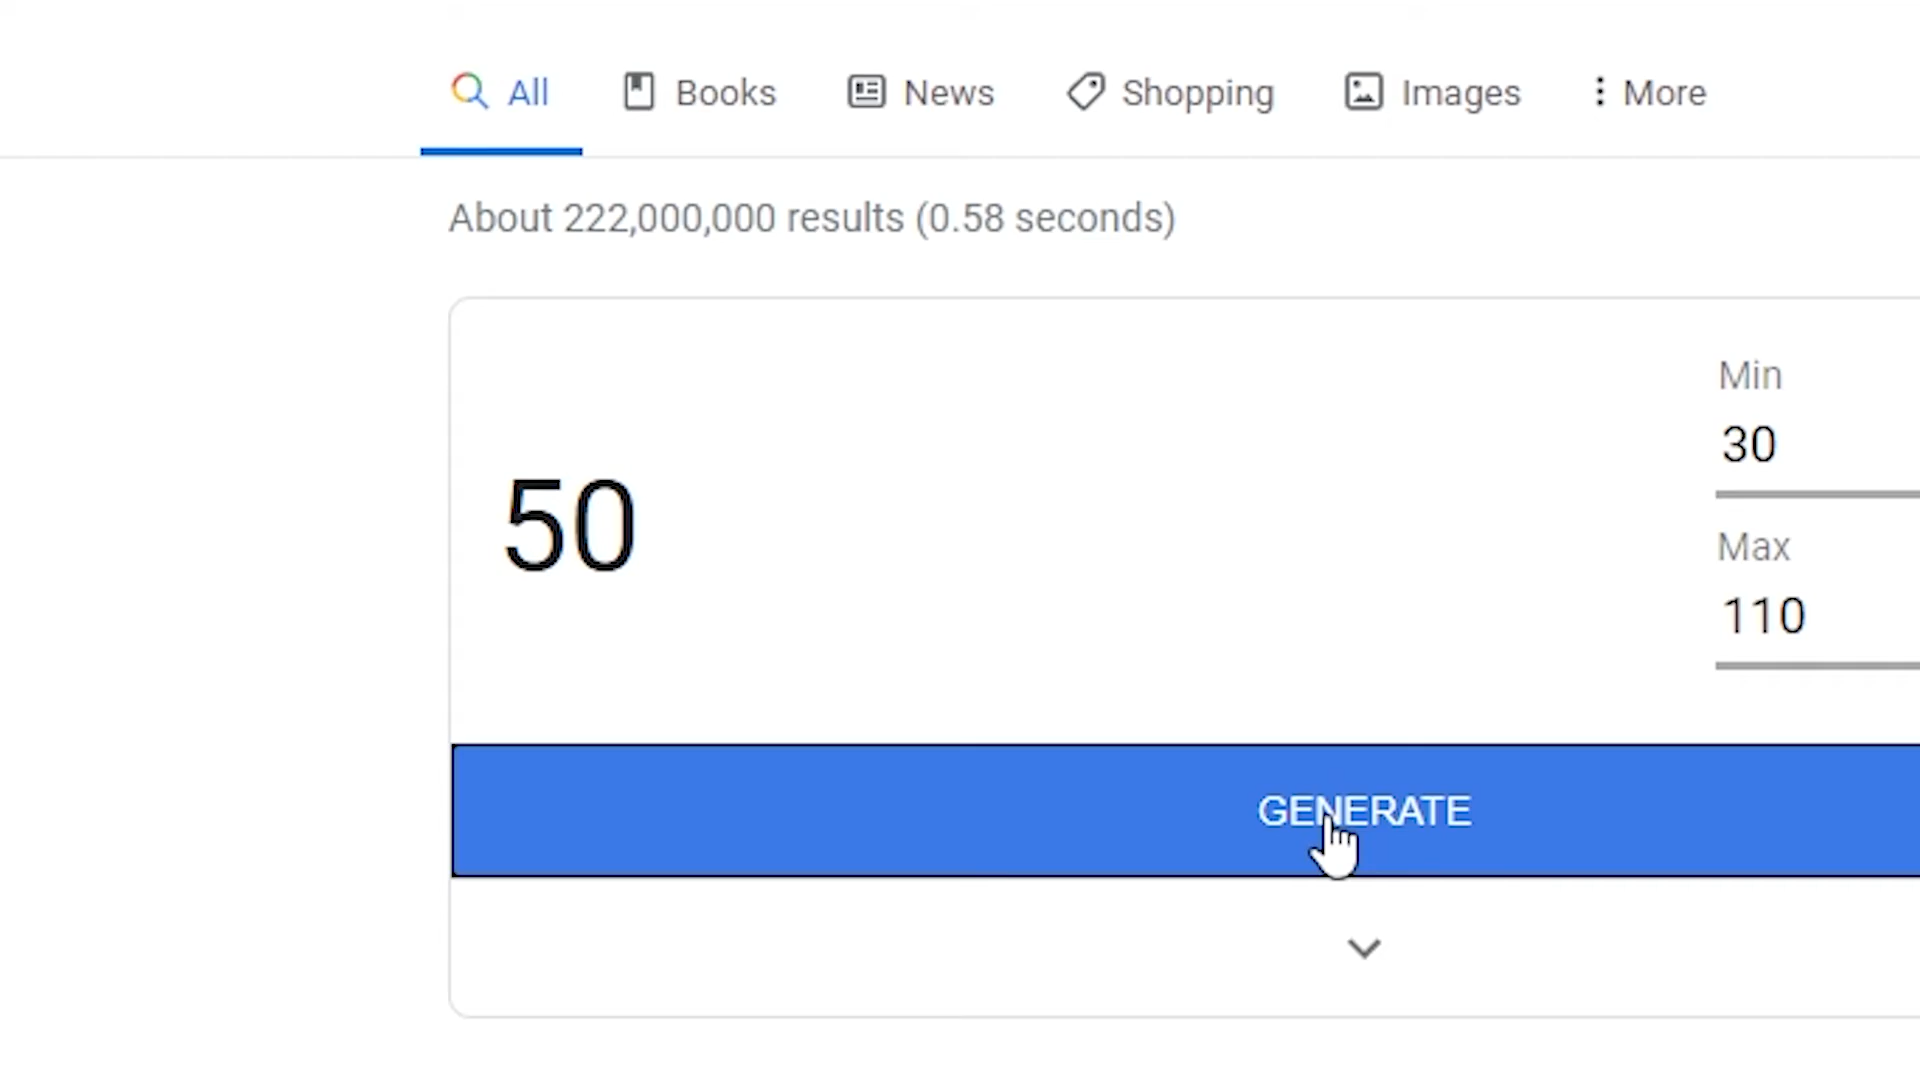 All Books News Shopping Images More
About 222,000,000 results (0.58 seconds)
Min
30
50
Max
110
GENERATE